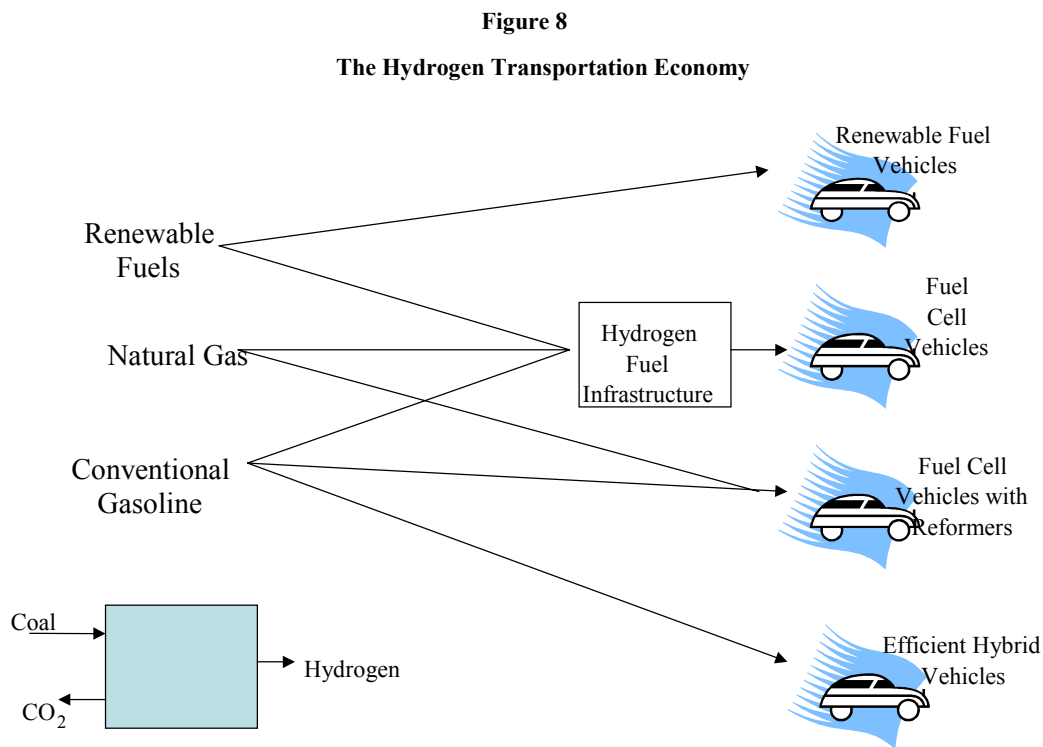 Figure 8
The Hydrogen Transportation Economy
Renewable Fuel
Vehicles
Renewable
Fuels
Fuel
Cell
Vehicles
Hydrogen
Fuel
Infrastructure
Natural Gas
Conventional
Gasoline
Fuel Cell
Vehicles with
Reformers
Coal
Hydrogen
CO2
Efficient Hybrid
Vehicles